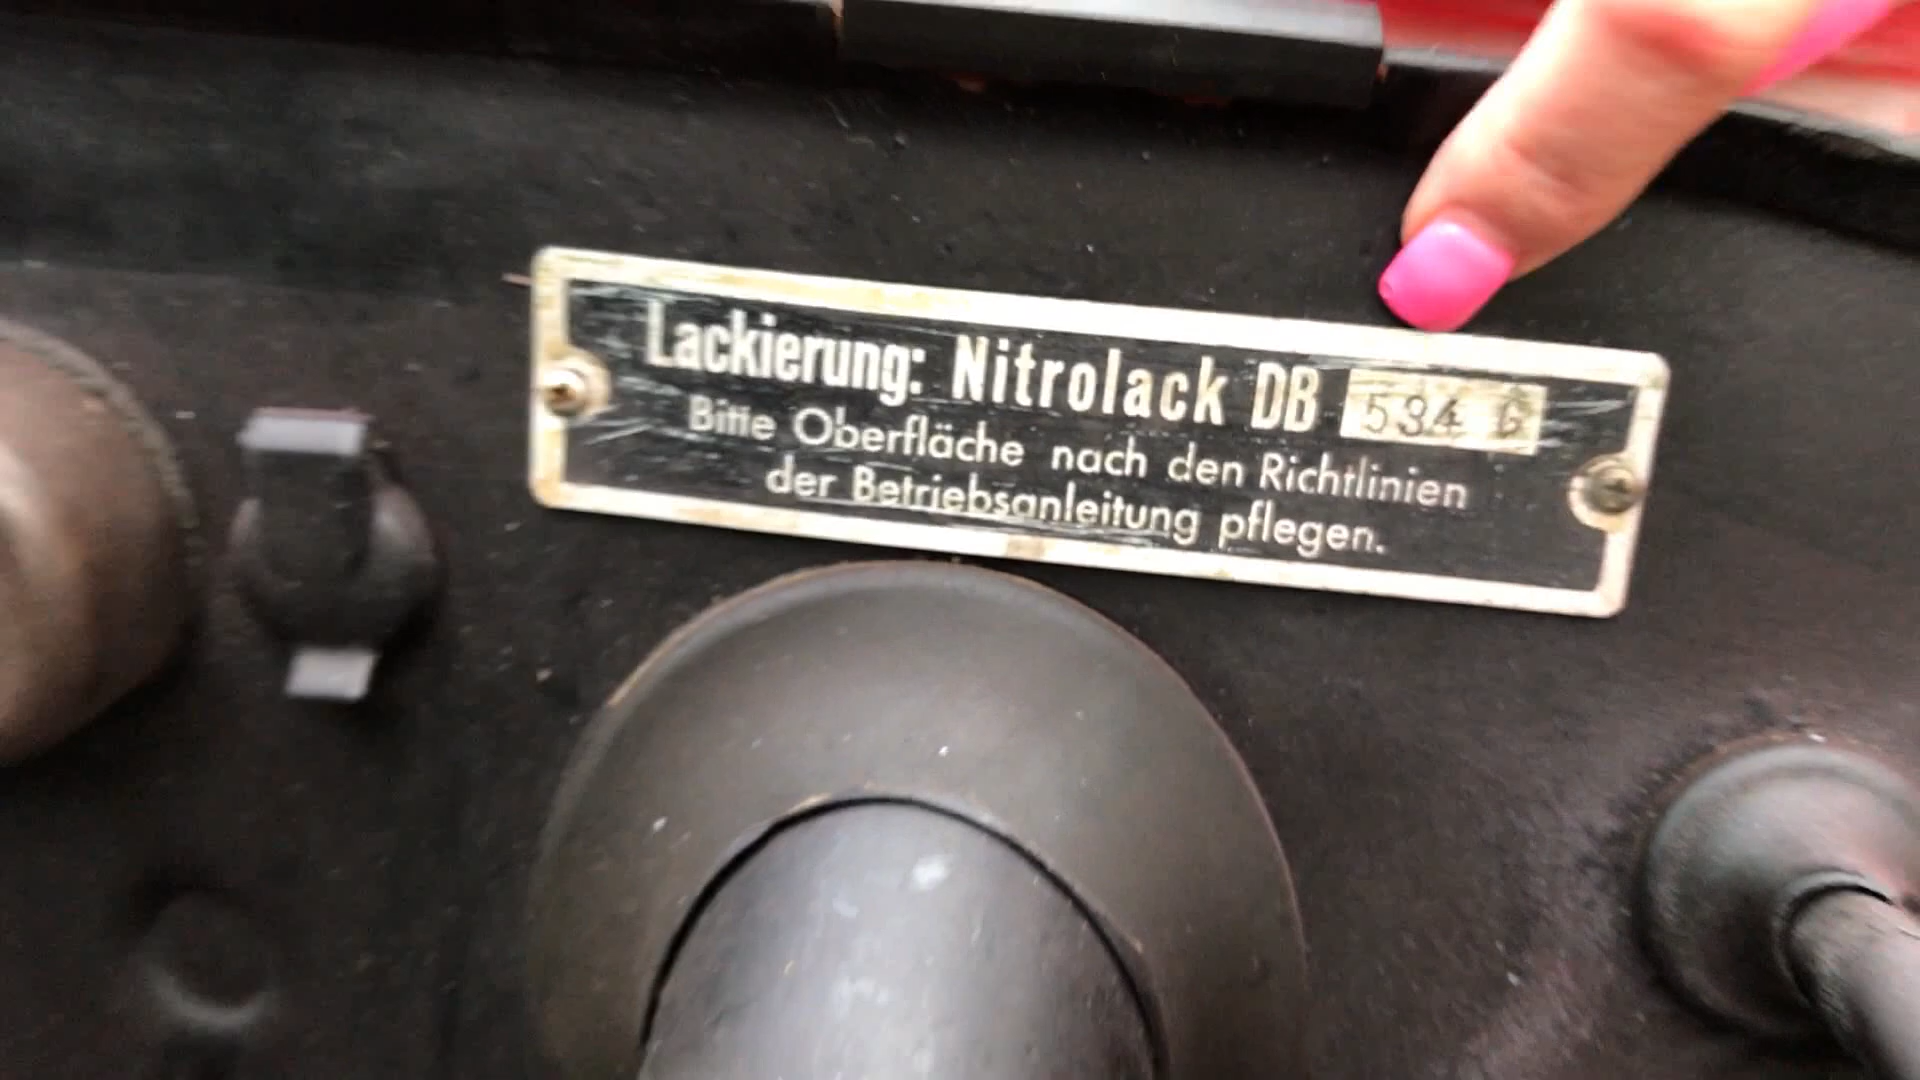 Lackierung: Nitrolack DB 534 G
Bitte Oberfläche nach den Richtlinien
der Betriebsanleitung pflegen.